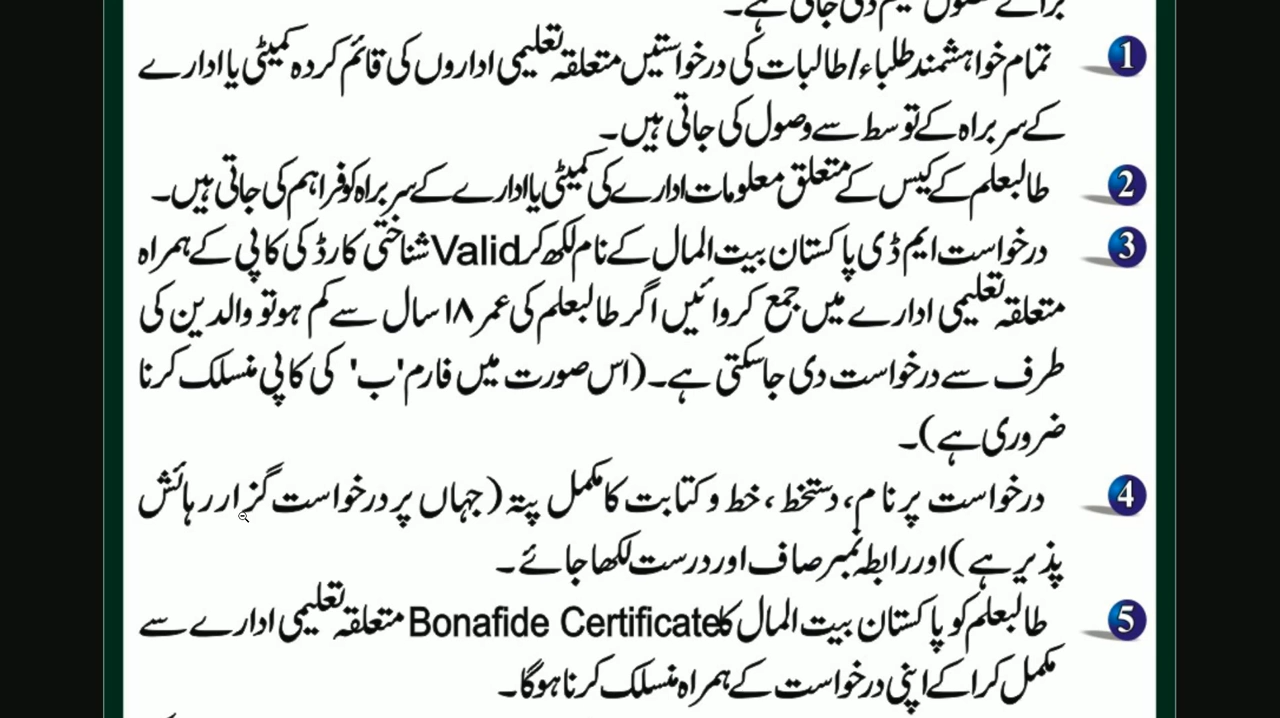 1 تمام خواہشمند طلباء/طالبات کی درخواستیں متعلقہ تعلیمی اداروں کی قائم کردہ کمیٹی یا ادارے
کے سربراہ کے توسط سے وصول کی جاتی ہیں۔
2 طالبعلم کے کیس کے متعلق معلومات ادارے کی کمیٹی یا ادارے کے سربراہ کو فراہم کی جاتی ہیں۔
3 درخواست ایم ڈی پاکستان بیت المال کے نام لکھ کر Valid شناختی کارڈ کی کاپی کے ہمراہ
متعلقہ تعلیمی ادارے میں جمع کروائیں اگر طالبعلم کی عمر ۱۸ سال سے کم ہو تو والدین کی
طرف سے درخواست دی جاسکتی ہے۔ (اس صورت میں فارم 'ب' کی کاپی منسلک کرنا
ضروری ہے)۔
4 درخواست پر نام، دستخط، خط و کتابت کا مکمل پتہ (جہاں پر درخواست گزار رہائش
پذیر ہے) اور رابطہ نمبر صاف اور درست لکھا جائے۔
5 طالبعلم کو پاکستان بیت المال کا Bonafide Certificate متعلقہ تعلیمی ادارے سے
مکمل کرا کے اپنی درخواست کے ہمراہ منسلک کرنا ہوگا۔